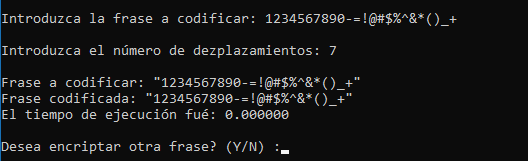 Introduzca la frase a codificar: 1234567890-=!@#$%^&*()_+
Introduzca el número de dezplazamientos: 7
Frase a codificar: "1234567890-=!@#$%^&*()_+"
Frase codificada: "1234567890-=!@#$%^&*()_+"
El tiempo de ejecución fué: 0.000000
Desea encriptar otra frase? (Y/N) :